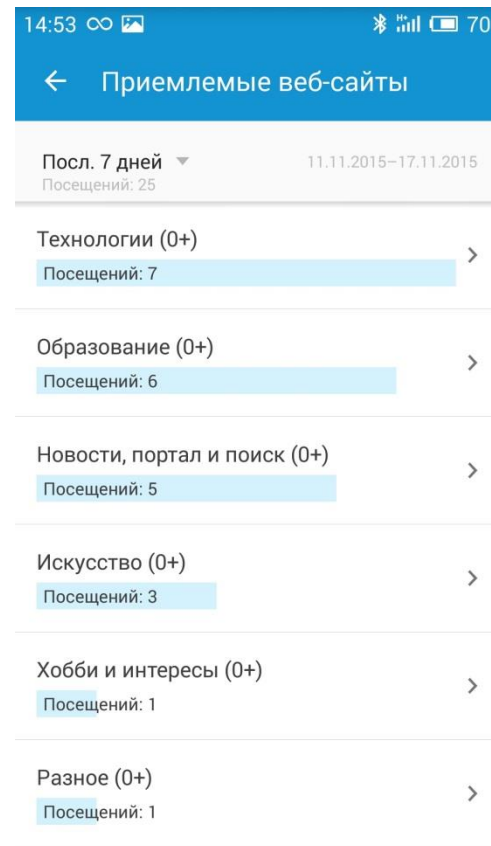 14:53 70
Приемлемые веб-сайты
Посл. 7 дней 11.11.2015–17.11.2015
Посещений: 25
Технологии (0+)
Посещений: 7
Образование (0+)
Посещений: 6
Новости, портал и поиск (0+)
Посещений: 5
Искусство (0+)
Посещений: 3
Хобби и интересы (0+)
Посещений: 1
Разное (0+)
Посещений: 1